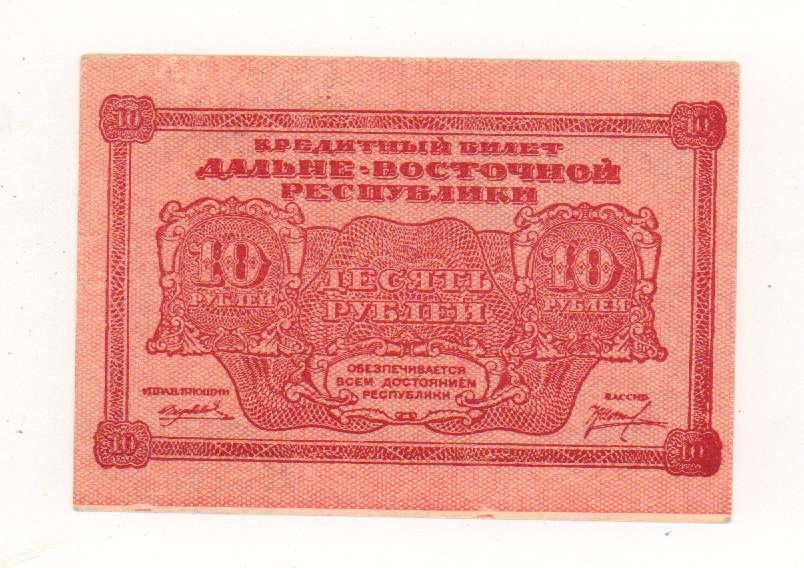 10 10
КРЕДИТНЫЙ БИЛЕТ
ДАЛЬНЕ-ВОСТОЧНОЙ
РЕСПУБЛИКИ
10
РУБЛЕЙ
ДЕСЯТЬ
РУБЛЕЙ
10
РУБЛЕЙ
ОБЕЗПЕЧИВАЕТСЯ
ВСЕМ ДОСТОЯНИЕМ
РЕСПУБЛИКИ
УПРАВЛЯЮЩИЙ
КАССИР
10 10